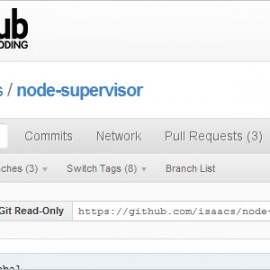 ub
ODING
s / node-supervisor
Commits Network Pull Requests (3)
ches (3) ▾ Switch Tags (8) ▾ Branch List
Git Read-Only https://github.com/isaacs/node-